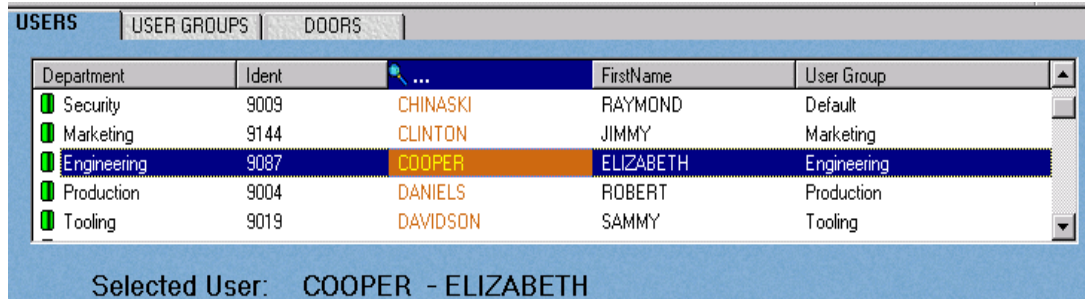 USERS USER GROUPS DOORS
Department Ident ... FirstName User Group
Security 9009 CHINASKI RAYMOND Default
Marketing 9144 CLINTON JIMMY Marketing
Engineering 9087 COOPER ELIZABETH Engineering
Production 9004 DANIELS ROBERT Production
Tooling 9019 DAVIDSON SAMMY Tooling
Selected User: COOPER - ELIZABETH